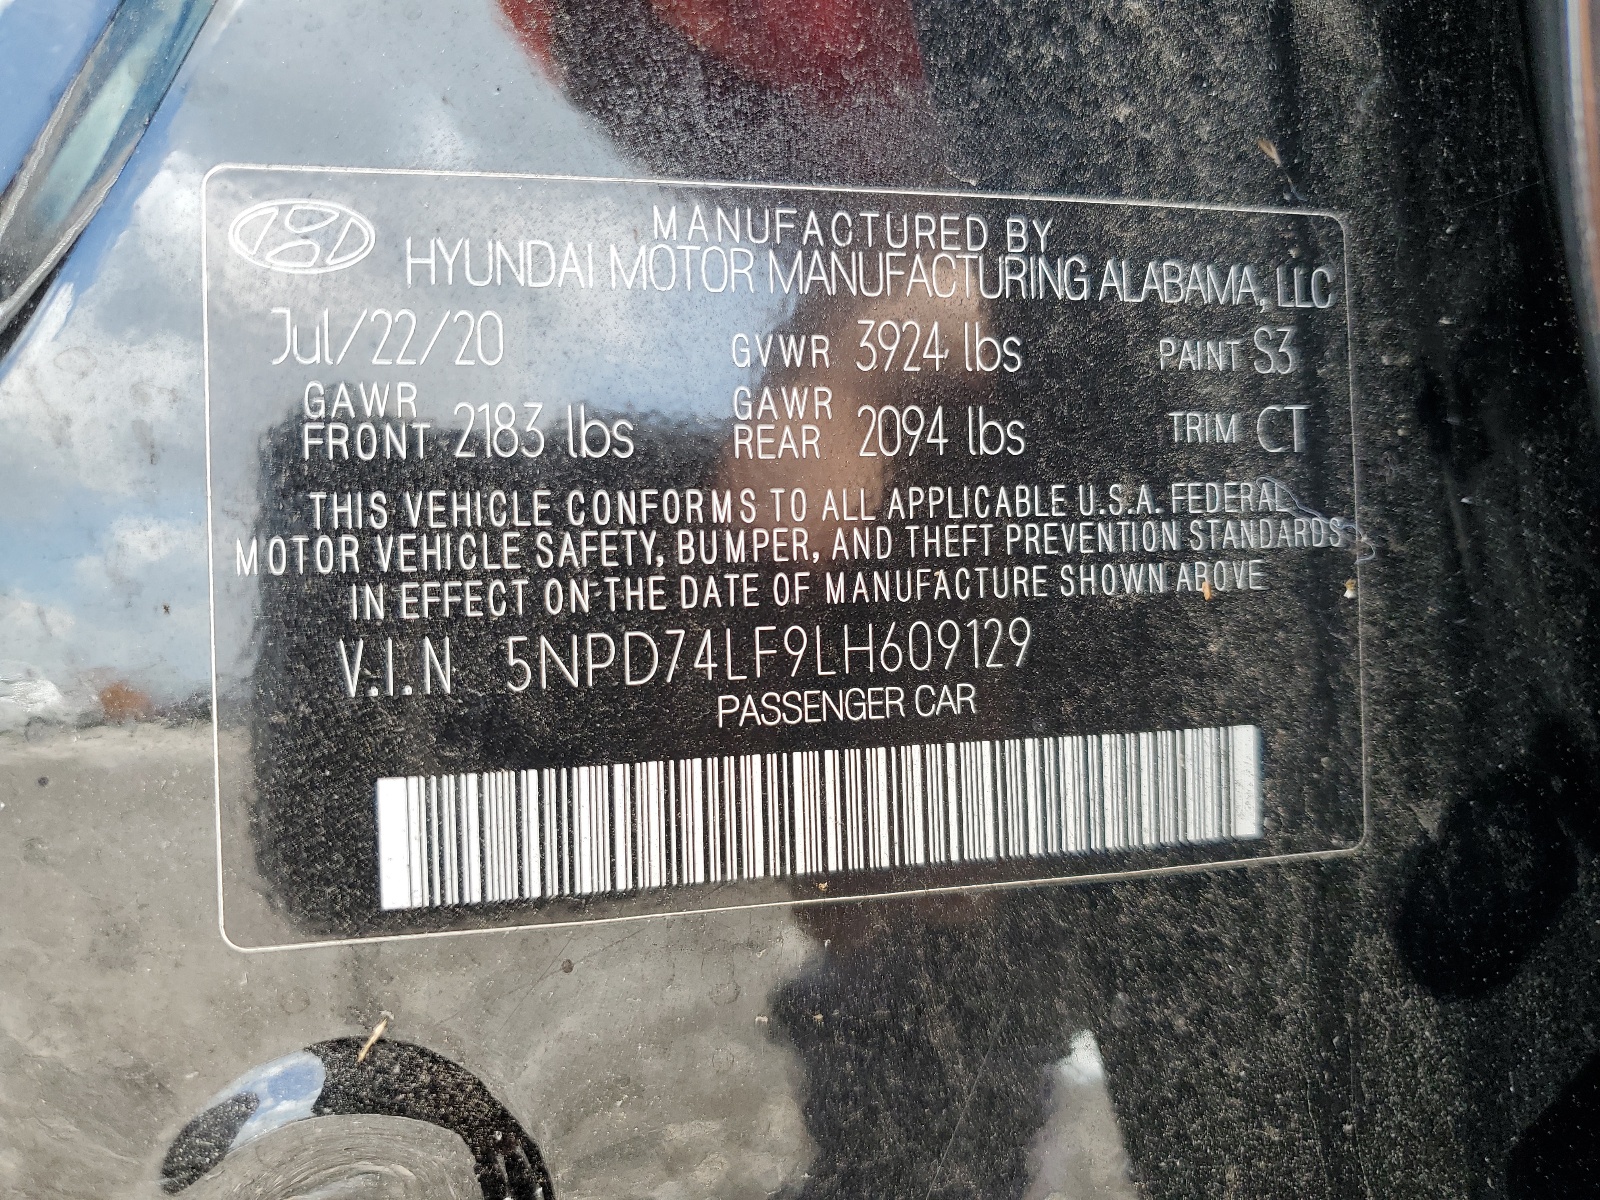 MANUFACTURED BY
HYUNDAI MOTOR MANUFACTURING ALABAMA, LLC
Jul/22/20 GVWR 3924 lbs PAINT S3
GAWR FRONT 2183 lbs GAWR REAR 2094 lbs TRIM CT
THIS VEHICLE CONFORMS TO ALL APPLICABLE U.S.A. FEDERAL
MOTOR VEHICLE SAFETY, BUMPER, AND THEFT PREVENTION STANDARDS
IN EFFECT ON THE DATE OF MANUFACTURE SHOWN ABOVE
V.I.N 5NPD74LF9LH609129
PASSENGER CAR